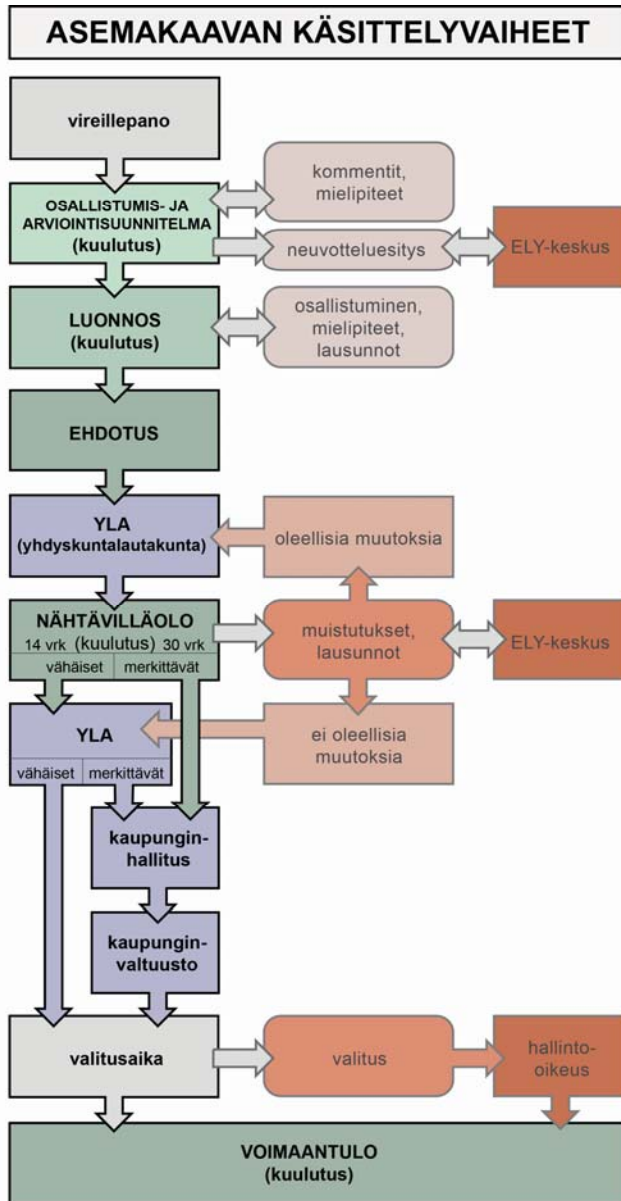 ASEMAKAAVAN KÄSITTELYVAIHEET
vireillepano
OSALLISTUMIS- JA
ARVIOINTISUUNNITELMA
(kuulutus)
kommentit,
mielipiteet
neuvotteluesitys
ELY-keskus
LUONNOS
(kuulutus)
osallistuminen,
mielipiteet,
lausunnot
EHDOTUS
YLA
(yhdyskuntalautakunta)
oleellisia muutoksia
NÄHTÄVILLÄOLO
14 vrk (kuulutus) 30 vrk
vähäiset merkittävät
muistutukset,
lausunnot
ELY-keskus
YLA
vähäiset merkittävät
ei oleellisia
muutoksia
kaupungin-
hallitus
kaupungin-
valtuusto
valitusaika
valitus
hallinto-
oikeus
VOIMAANTULO
(kuulutus)